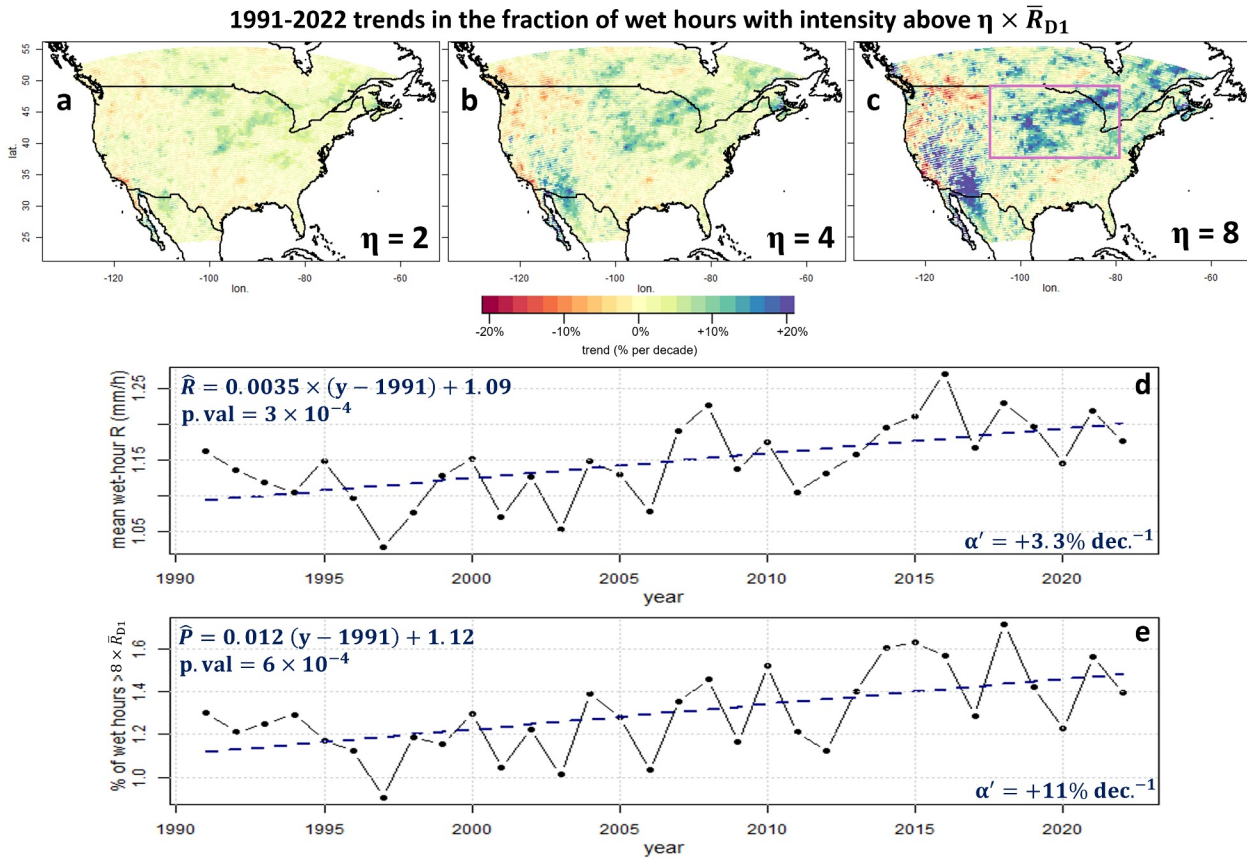 1991-2022 trends in the fraction of wet hours with intensity above η × R̅D1
55
50
45
40
35
30
25
lat.
a
η = 2
b
η = 4
c
η = 8
-120
-100
-80
-60
-120
-100
-80
-60
-120
-100
-80
-60
lon.
lon.
lon.
-20%
-10%
0%
+10%
+20%
trend (% per decade)
mean wet-hour R (mm/h)
1.05
1.15
1.25
R̂ = 0.0035 × (y − 1991) + 1.09
p. val = 3 × 10⁻⁴
d
α′ = +3.3% dec.⁻¹
1990
1995
2000
2005
2010
2015
2020
year
% of wet hours > 8 × R̅D1
1.0
1.2
1.4
1.6
P̂ = 0.012 (y − 1991) + 1.12
p. val = 6 × 10⁻⁴
e
α′ = +11% dec.⁻¹
1990
1995
2000
2005
2010
2015
2020
year